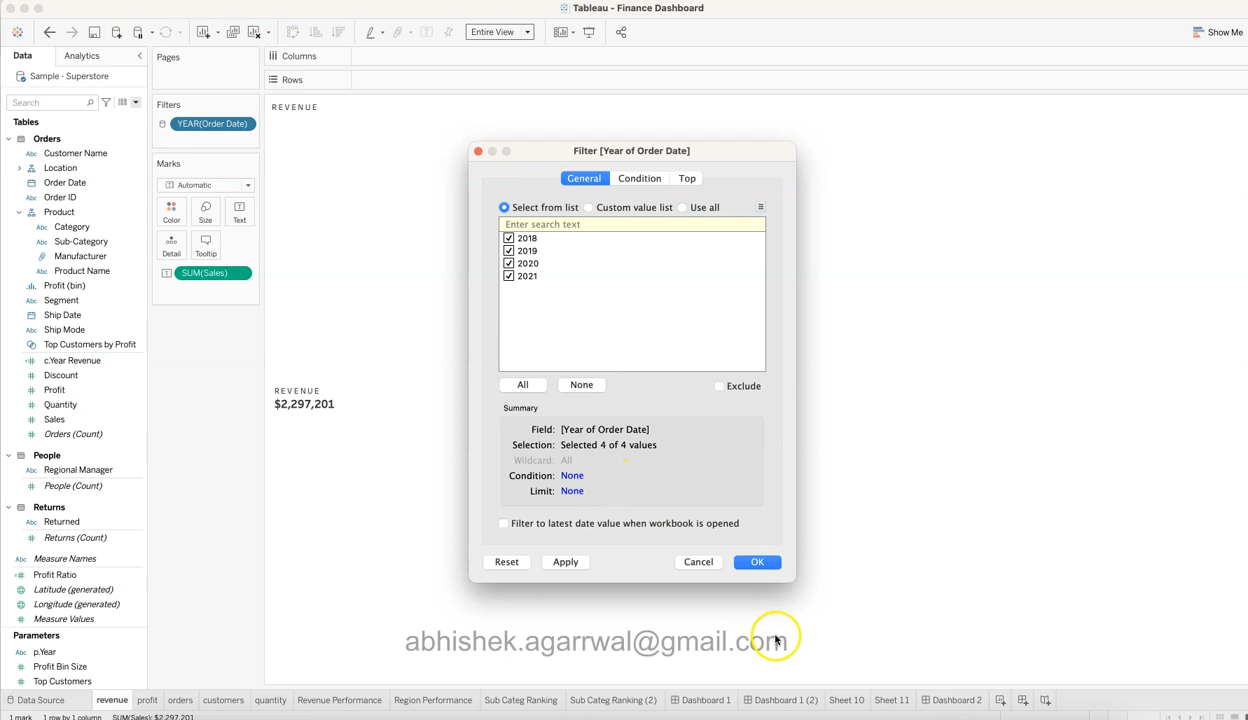 Tableau - Finance Dashboard
Entire View
Show Me
Data
Analytics
Pages
Columns
Sample - Superstore
Rows
Search
Filters
REVENUE
Tables
YEAR(Order Date)
Orders
Abc Customer Name
Location
Order Date
Abc Order ID
Product
Abc Category
Abc Sub-Category
Manufacturer
Abc Product Name
Profit (bin)
Abc Segment
Ship Date
Abc Ship Mode
Top Customers by Profit
c.Year Revenue
Discount
Profit
Quantity
Sales
Orders (Count)
People
Abc Regional Manager
People (Count)
Returns
Abc Returned
Returns (Count)
Abc Measure Names
Profit Ratio
Latitude (generated)
Longitude (generated)
Measure Values
Parameters
p.Year
Profit Bin Size
Top Customers
Marks
T Automatic
Color
Size
T
Text
Detail
Tooltip
T SUM(Sales)
REVENUE
$2,297,201
Filter [Year of Order Date]
General
Condition
Top
Select from list
Custom value list
Use all
Enter search text
2018
2019
2020
2021
All
None
Exclude
Summary
Field: [Year of Order Date]
Selection: Selected 4 of 4 values
Wildcard: All
Condition: None
Limit: None
Filter to latest date value when workbook is opened
Reset
Apply
Cancel
OK
abhishek.agarrwal@gmail.com
Data Source
revenue
profit
orders
customers
quantity
Revenue Performance
Region Performance
Sub Categ Ranking
Sub Categ Ranking (2)
Dashboard 1
Dashboard 1 (2)
Sheet 10
Sheet 11
Dashboard 2
1 mark 1 row by 1 column SUM(Sales): $2,297,201